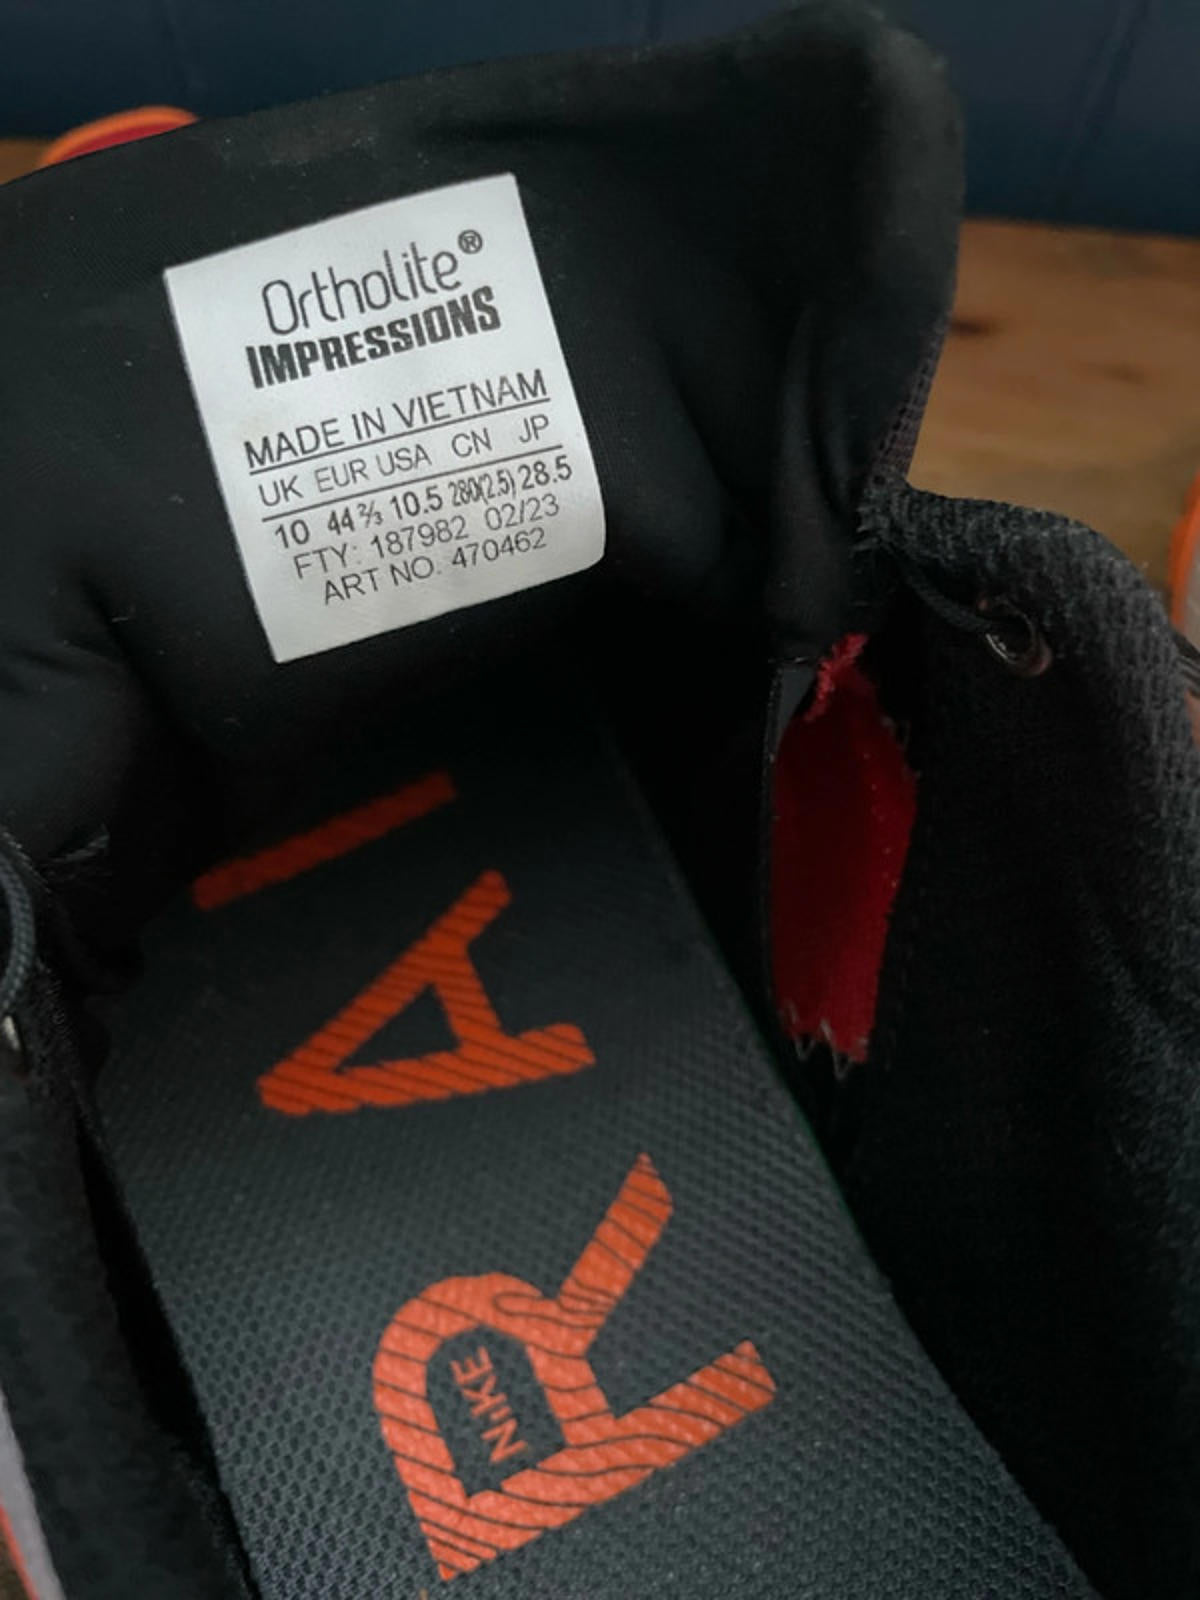 Ortholite®
IMPRESSIONS
MADE IN VIETNAM
UK EUR USA CN JP
10 44⅔ 10.5 280(2.5) 28.5
FTY: 187982 02/23
ART NO. 470462
RAI
NIKE